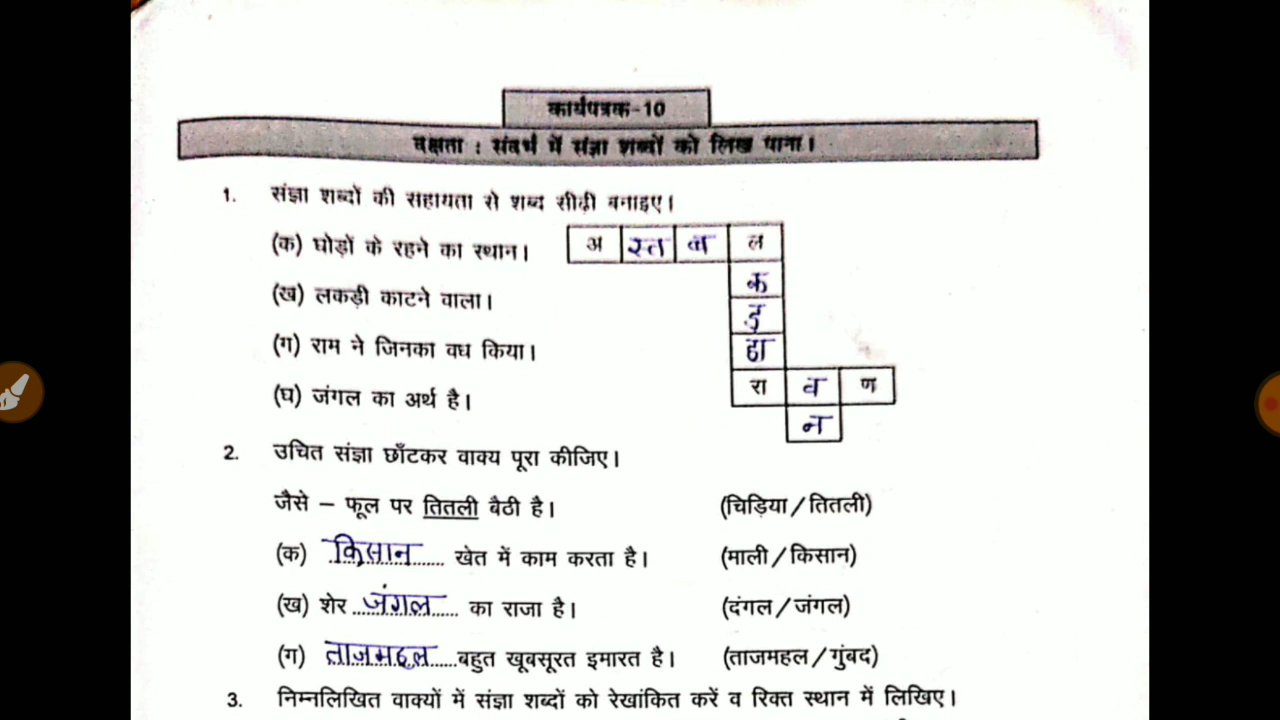 कार्यपत्रक-10
दक्षता : संदर्भ में संज्ञा शब्दों को लिख पाना।
1. संज्ञा शब्दों की सहायता से शब्द सीढ़ी बनाइए।
(क) घोड़ों के रहने का स्थान। अ स्त ब ल
क
(ख) लकड़ी काटने वाला।
ड़
(ग) राम ने जिनका वध किया। हा
रा व ण
(घ) जंगल का अर्थ है।
न
2. उचित संज्ञा छाँटकर वाक्य पूरा कीजिए।
जैसे – फूल पर तितली बैठी है। (चिड़िया / तितली)
(क) किसान खेत में काम करता है। (माली / किसान)
(ख) शेर जंगल का राजा है। (दंगल / जंगल)
(ग) ताजमहल बहुत खूबसूरत इमारत है। (ताजमहल / गुंबद)
3. निम्नलिखित वाक्यों में संज्ञा शब्दों को रेखांकित करें व रिक्त स्थान में लिखिए।